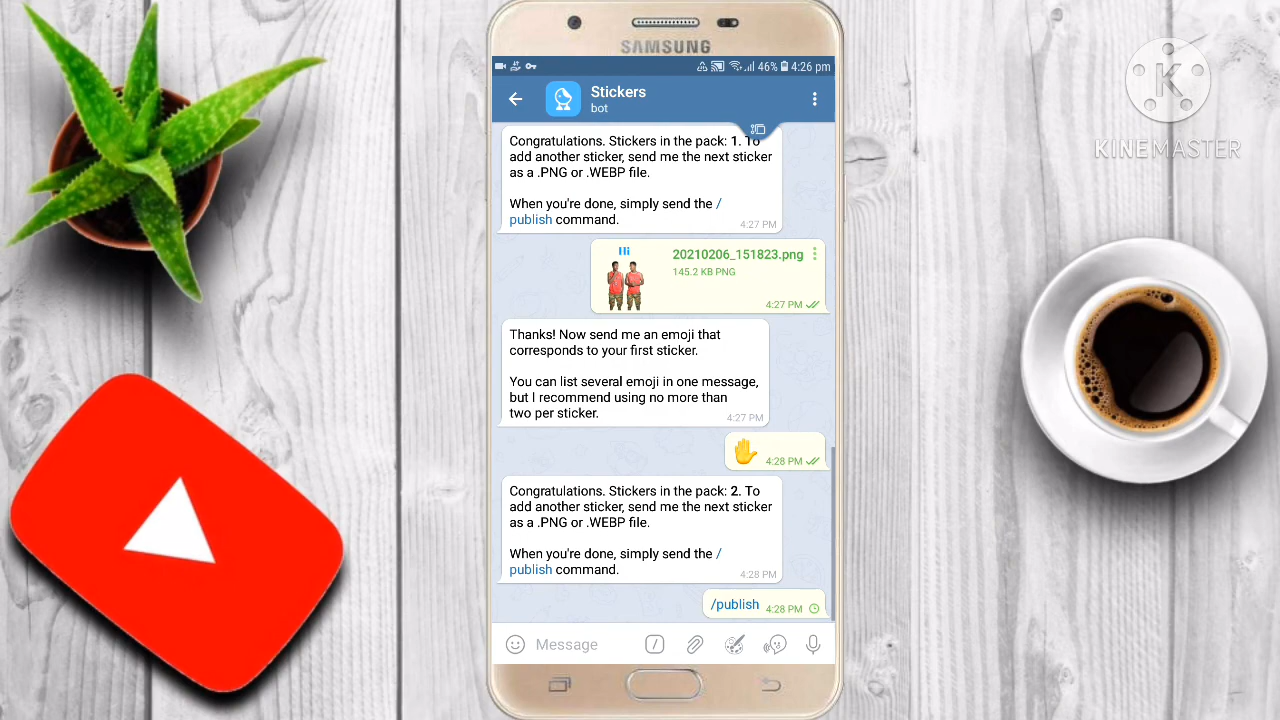 SAMSUNG
46% 4:26 pm
Stickers
bot
Congratulations. Stickers in the pack: 1. To
add another sticker, send me the next sticker
as a .PNG or .WEBP file.
When you're done, simply send the /
publish command.
4:27 PM
Hi
20210206_151823.png
145.2 KB PNG
4:27 PM
Thanks! Now send me an emoji that
corresponds to your first sticker.
You can list several emoji in one message,
but I recommend using no more than
two per sticker.
4:27 PM
4:28 PM
Congratulations. Stickers in the pack: 2. To
add another sticker, send me the next sticker
as a .PNG or .WEBP file.
When you're done, simply send the /
publish command.
4:28 PM
/publish 4:28 PM
Message
K
KINEMASTER